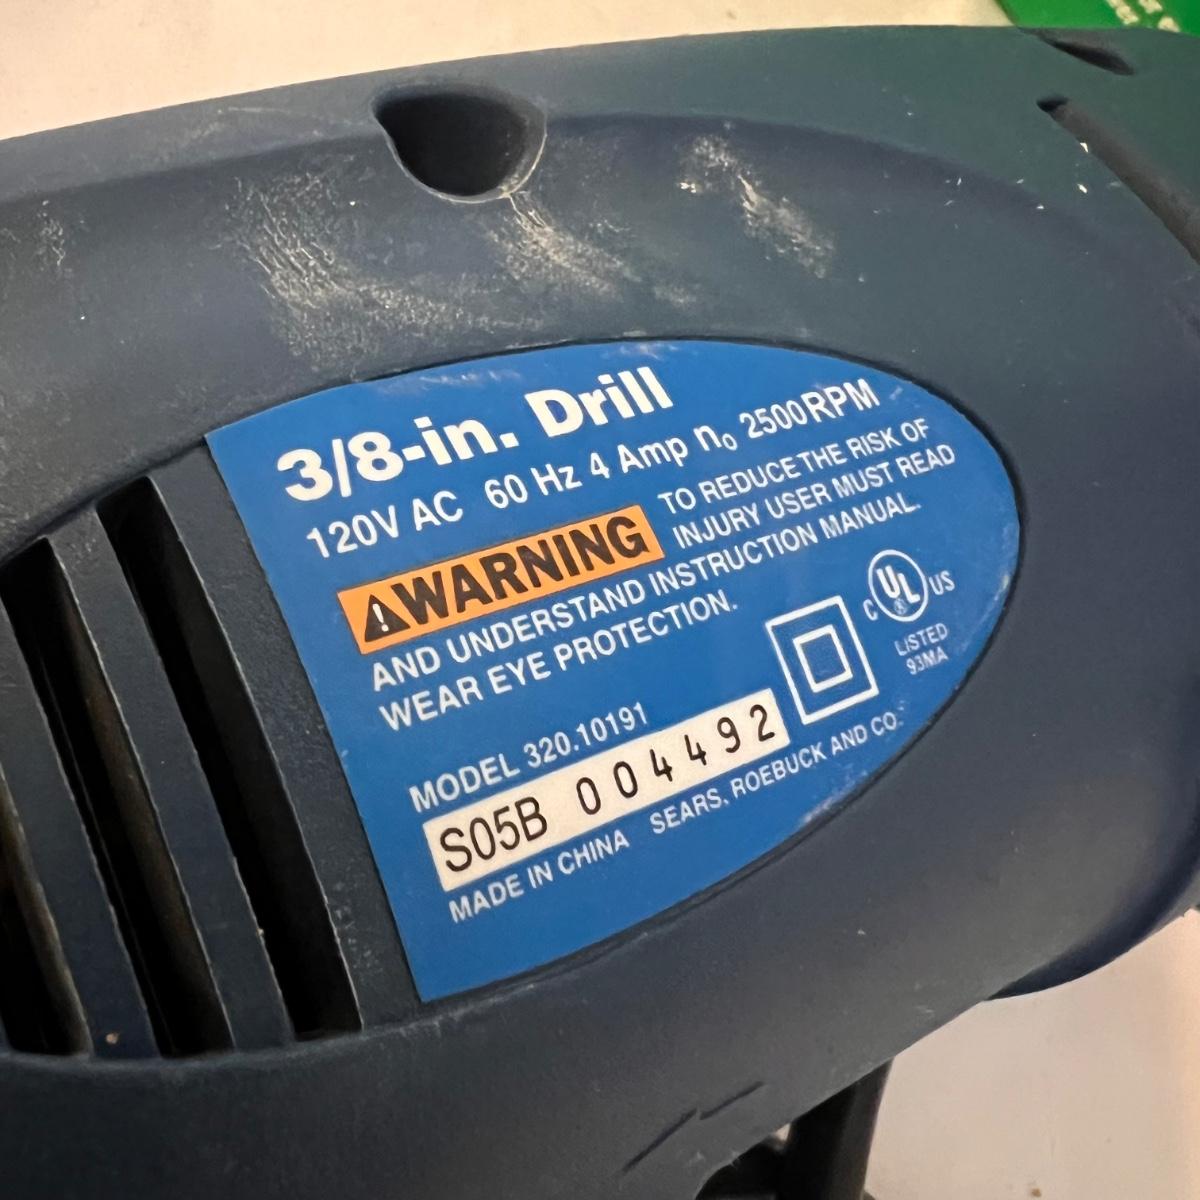 3/8-in. Drill
120V AC 60 Hz 4 Amp n₀ 2500RPM
WARNING TO REDUCE THE RISK OF
INJURY USER MUST READ
AND UNDERSTAND INSTRUCTION MANUAL.
WEAR EYE PROTECTION.
C UL US
®
LISTED
93MA
MODEL 320.10191
S05B 004492
MADE IN CHINA SEARS, ROEBUCK AND CO.